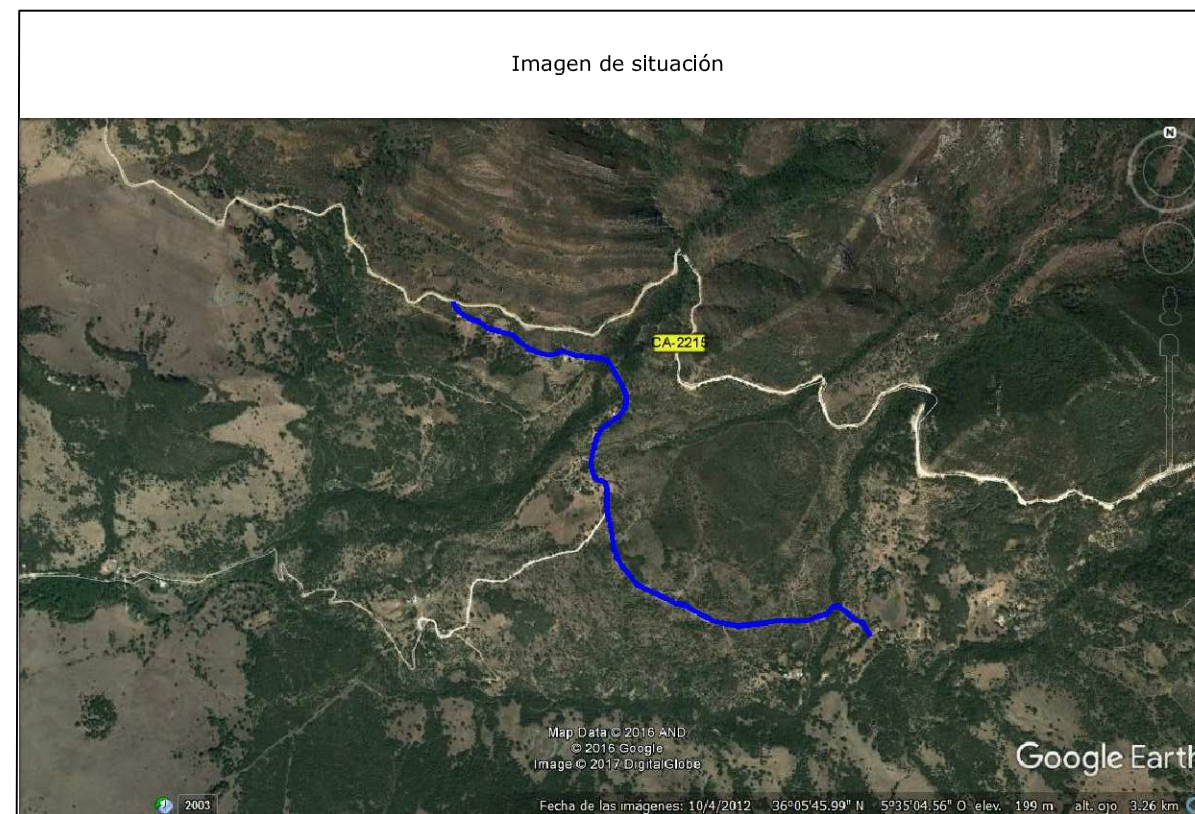 Imagen de situación
N
CA-2215
Map Data © 2016 AND
© 2016 Google
Image © 2017 DigitalGlobe
Google Earth
2003
Fecha de las imágenes: 10/4/2012 36°05'45.99" N 5°35'04.56" O elev. 199 m alt. ojo 3.26 km